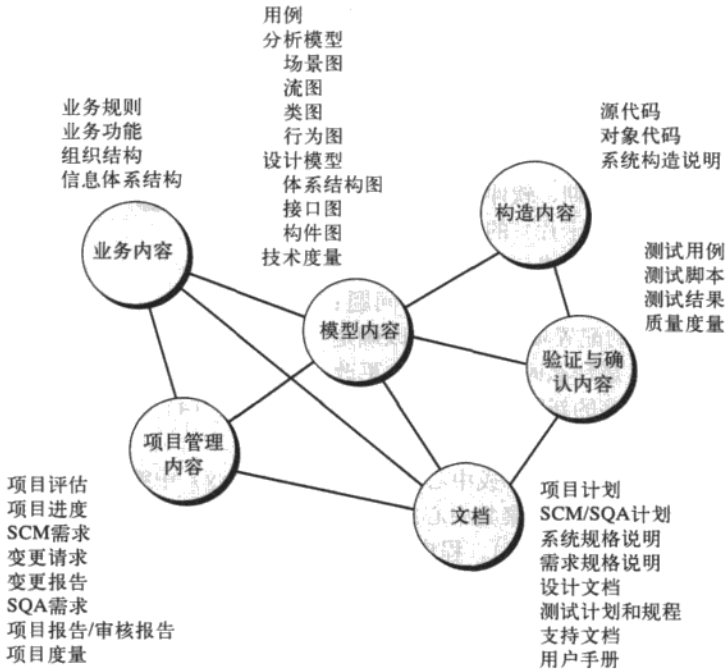 用例
分析模型
场景图
流图
类图
行为图
设计模型
体系结构图
接口图
构件图
技术度量
业务规则
业务功能
组织结构
信息体系结构
业务内容
源代码
对象代码
系统构造说明
构造内容
测试用例
测试脚本
测试结果
质量度量
模型内容
验证与确
认内容
项目管理
内容
项目评估
项目进度
SCM需求
变更请求
变更报告
SQA需求
项目报告/审核报告
项目度量
文档
项目计划
SCM/SQA计划
系统规格说明
需求规格说明
设计文档
测试计划和规程
支持文档
用户手册